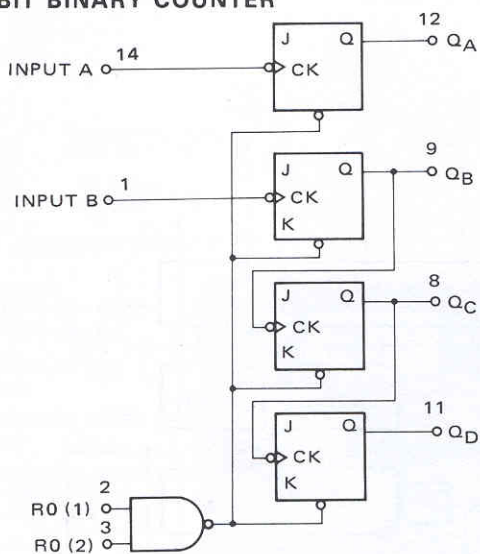 BIT BINARY COUNTER
12
J Q QA
14
INPUT A CK
9
J Q QB
1
INPUT B CK
K
8
J Q QC
CK
K
11
J Q QD
CK
K
2
R0 (1)
3
R0 (2)